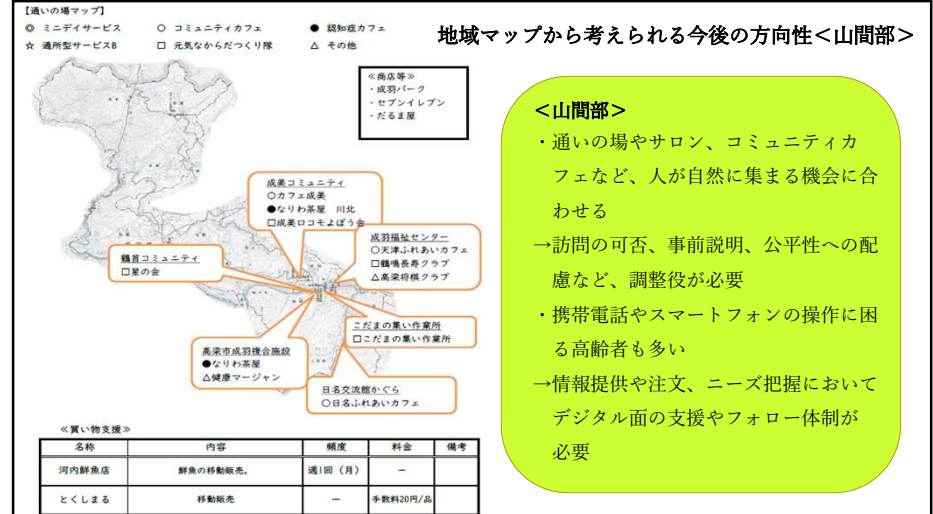 【通いの場マップ】
◎ ミニデイサービス ○ コミュニティカフェ ● 認知症カフェ
☆ 通所型サービスB □ 元気なからだつくり隊 △ その他
地域マップから考えられる今後の方向性＜山間部＞
≪商店等≫
・成羽パーク
・セブンイレブン
・だるま屋
成美コミュニティ
○カフェ成美
●なりわ茶屋 川北
□成美ロコモよぼう会
成羽福祉センター
○天津ふれあいカフェ
□鶴鳴長寿クラブ
△高梁将棋クラブ
鶴首コミュニティ
□星の会
こだまの集い作業所
□こだまの集い作業所
高梁市成羽複合施設
●なりわ茶屋
△健康マージャン
日名交流館かぐら
○日名ふれあいカフェ
＜山間部＞
・通いの場やサロン、コミュニティカ
フェなど、人が自然に集まる機会に合
わせる
→訪問の可否、事前説明、公平性への配
慮など、調整役が必要
・携帯電話やスマートフォンの操作に困
る高齢者も多い
→情報提供や注文、ニーズ把握において
デジタル面の支援やフォロー体制が
必要
≪買い物支援≫
名称 内容 頻度 料金 備考
河内鮮魚店 鮮魚の移動販売。 週1回（月） －
とくしまる 移動販売 － 手数料20円/品